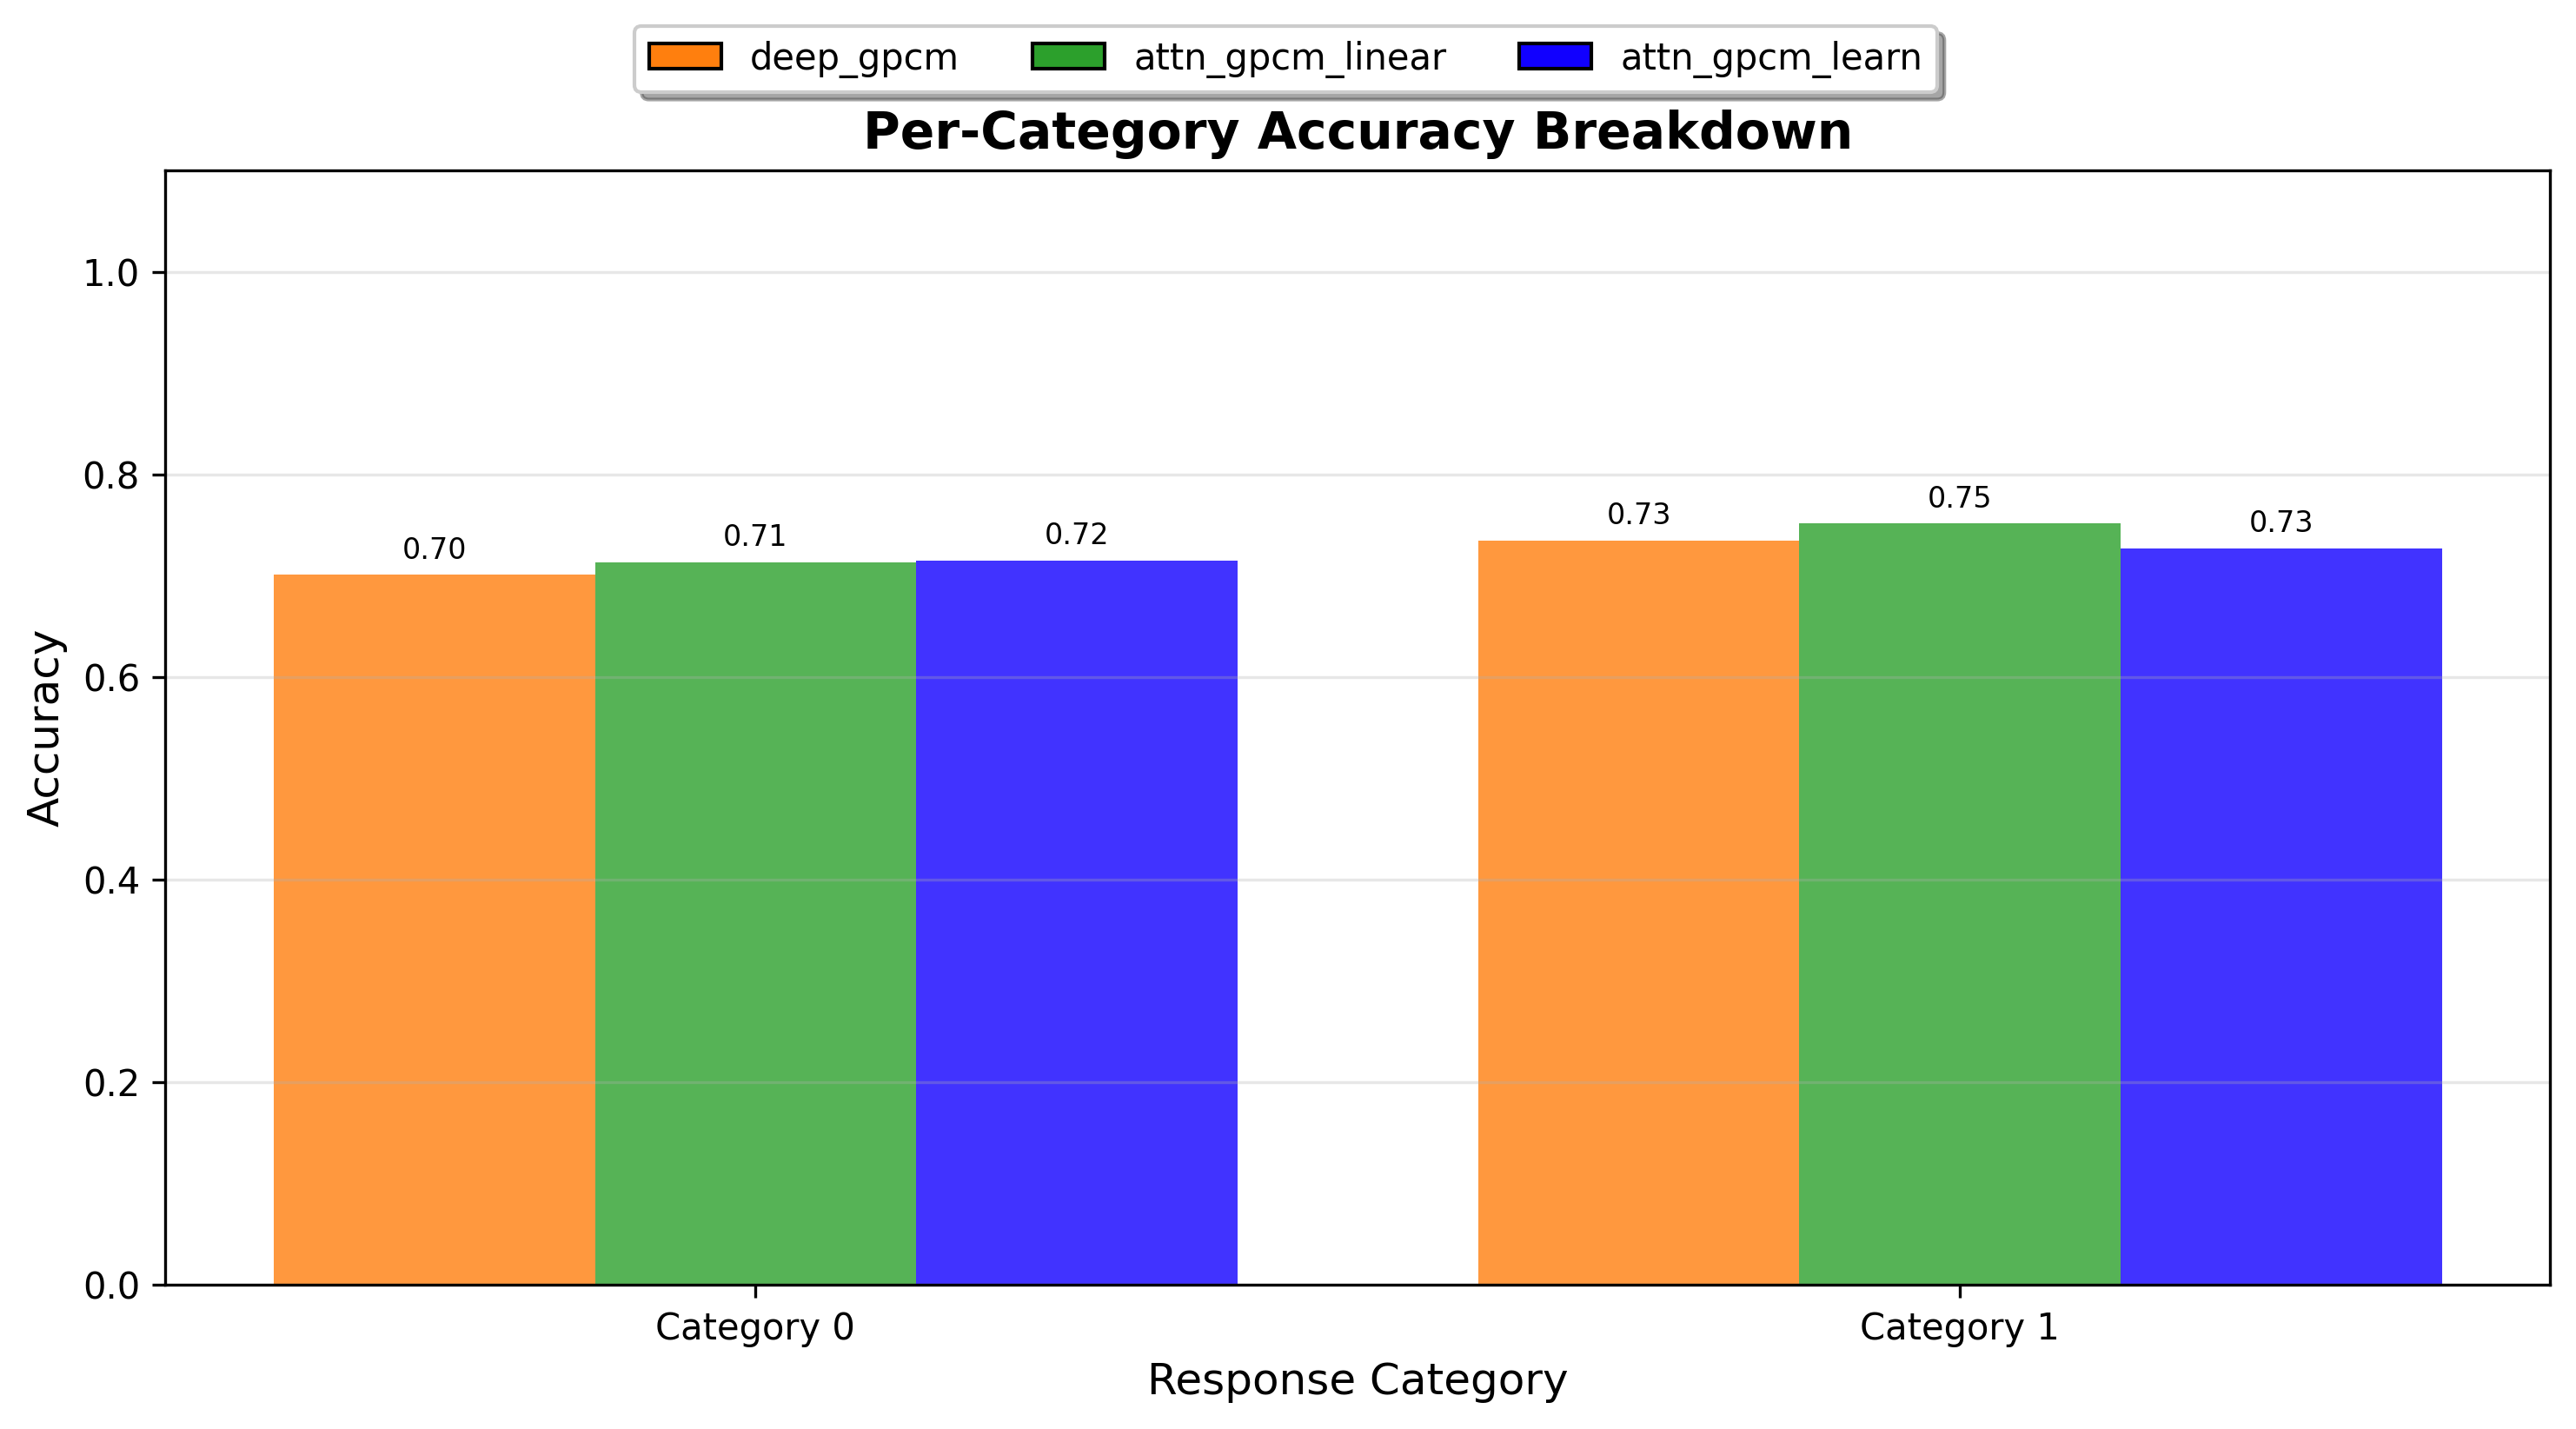 deep_gpcm attn_gpcm_linear attn_gpcm_learn
Per-Category Accuracy Breakdown
1.0
0.8
0.6
0.4
0.2
0.0
Accuracy
0.70 0.71 0.72 0.73 0.75 0.73
Category 0 Category 1
Response Category